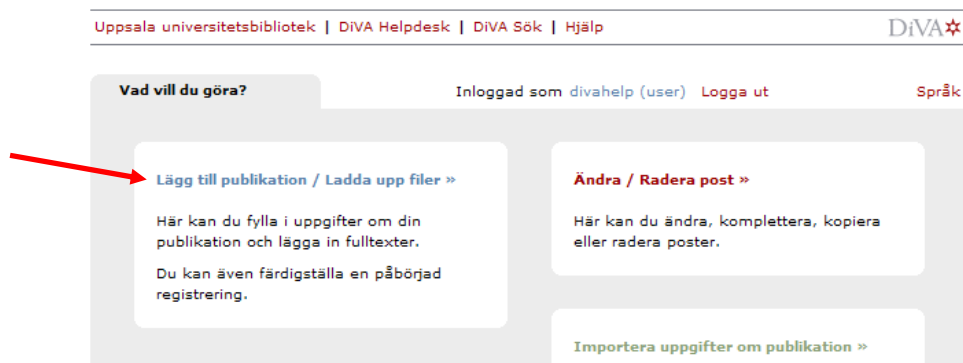 Uppsala universitetsbibliotek | DiVA Helpdesk | DiVA Sök | Hjälp
DiVA
Vad vill du göra?
Inloggad som divahelp (user) Logga ut
Språk
Lägg till publikation / Ladda upp filer »
Här kan du fylla i uppgifter om din
publikation och lägga in fulltexter.
Du kan även färdigställa en påbörjad
registrering.
Ändra / Radera post »
Här kan du ändra, komplettera, kopiera
eller radera poster.
Importera uppgifter om publikation »